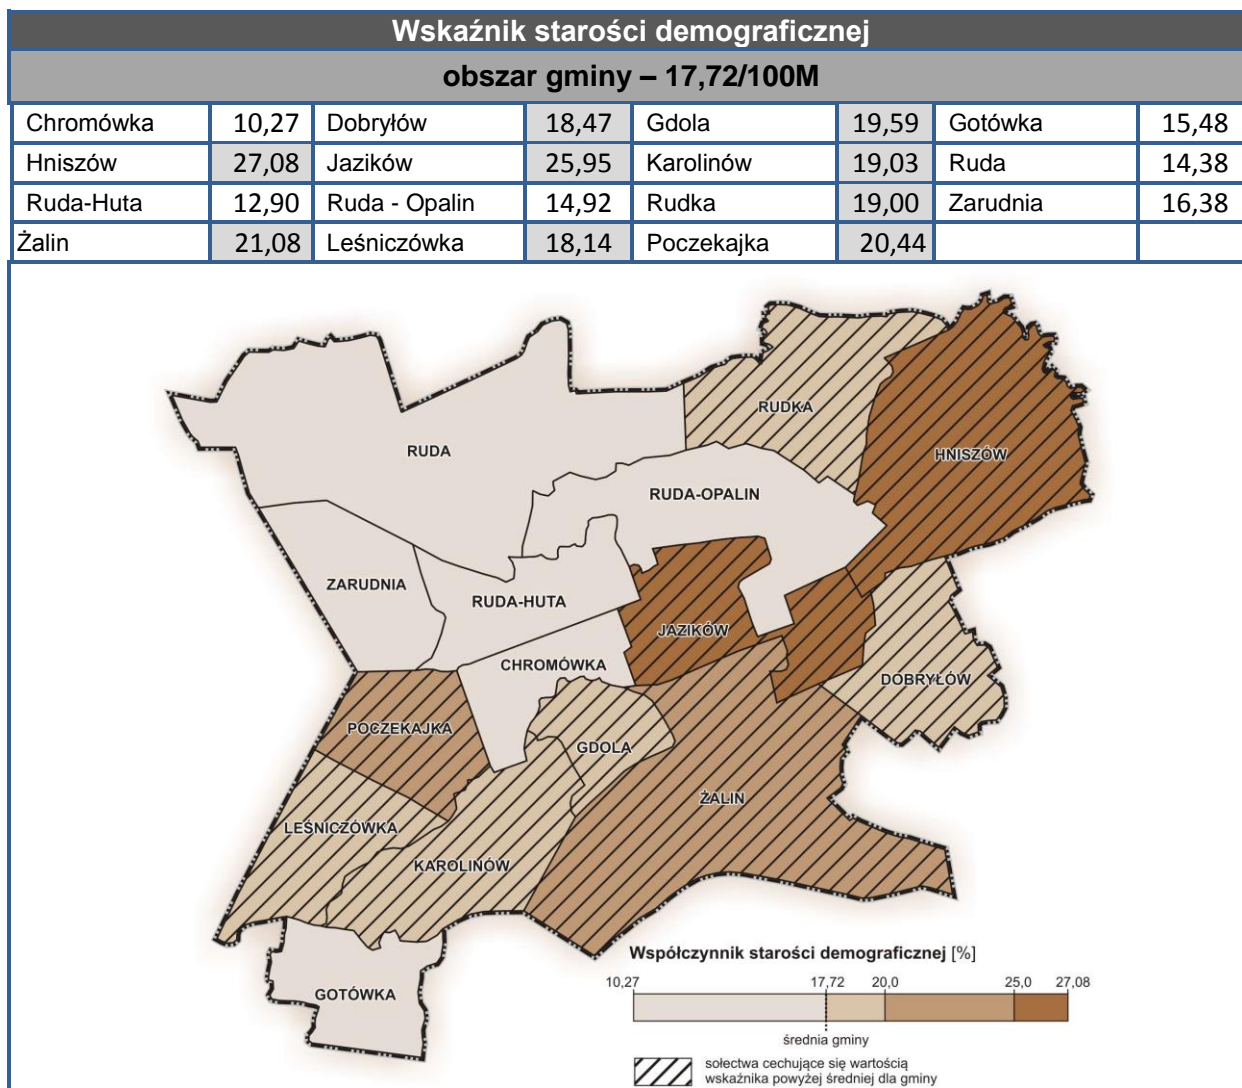 Wskaźnik starości demograficznej
obszar gminy – 17,72/100M
Chromówka 10,27 Dobryłów 18,47 Gdola 19,59 Gotówka 15,48
Hniszów 27,08 Jazików 25,95 Karolinów 19,03 Ruda 14,38
Ruda-Huta 12,90 Ruda - Opalin 14,92 Rudka 19,00 Zarudnia 16,38
Żalin 21,08 Leśniczówka 18,14 Poczekajka 20,44
RUDKA
RUDA
HNISZÓW
RUDA-OPALIN
ZARUDNIA
RUDA-HUTA
JAZIKÓW
CHROMÓWKA
DOBRYŁÓW
POCZEKAJKA
GDOLA
ŻALIN
LEŚNICZÓWKA
KAROLINÓW
GOTÓWKA
Współczynnik starości demograficznej [%]
10,27 17,72 20,0 25,0 27,08
średnia gminy
sołectwa cechujące się wartością
wskaźnika powyżej średniej dla gminy